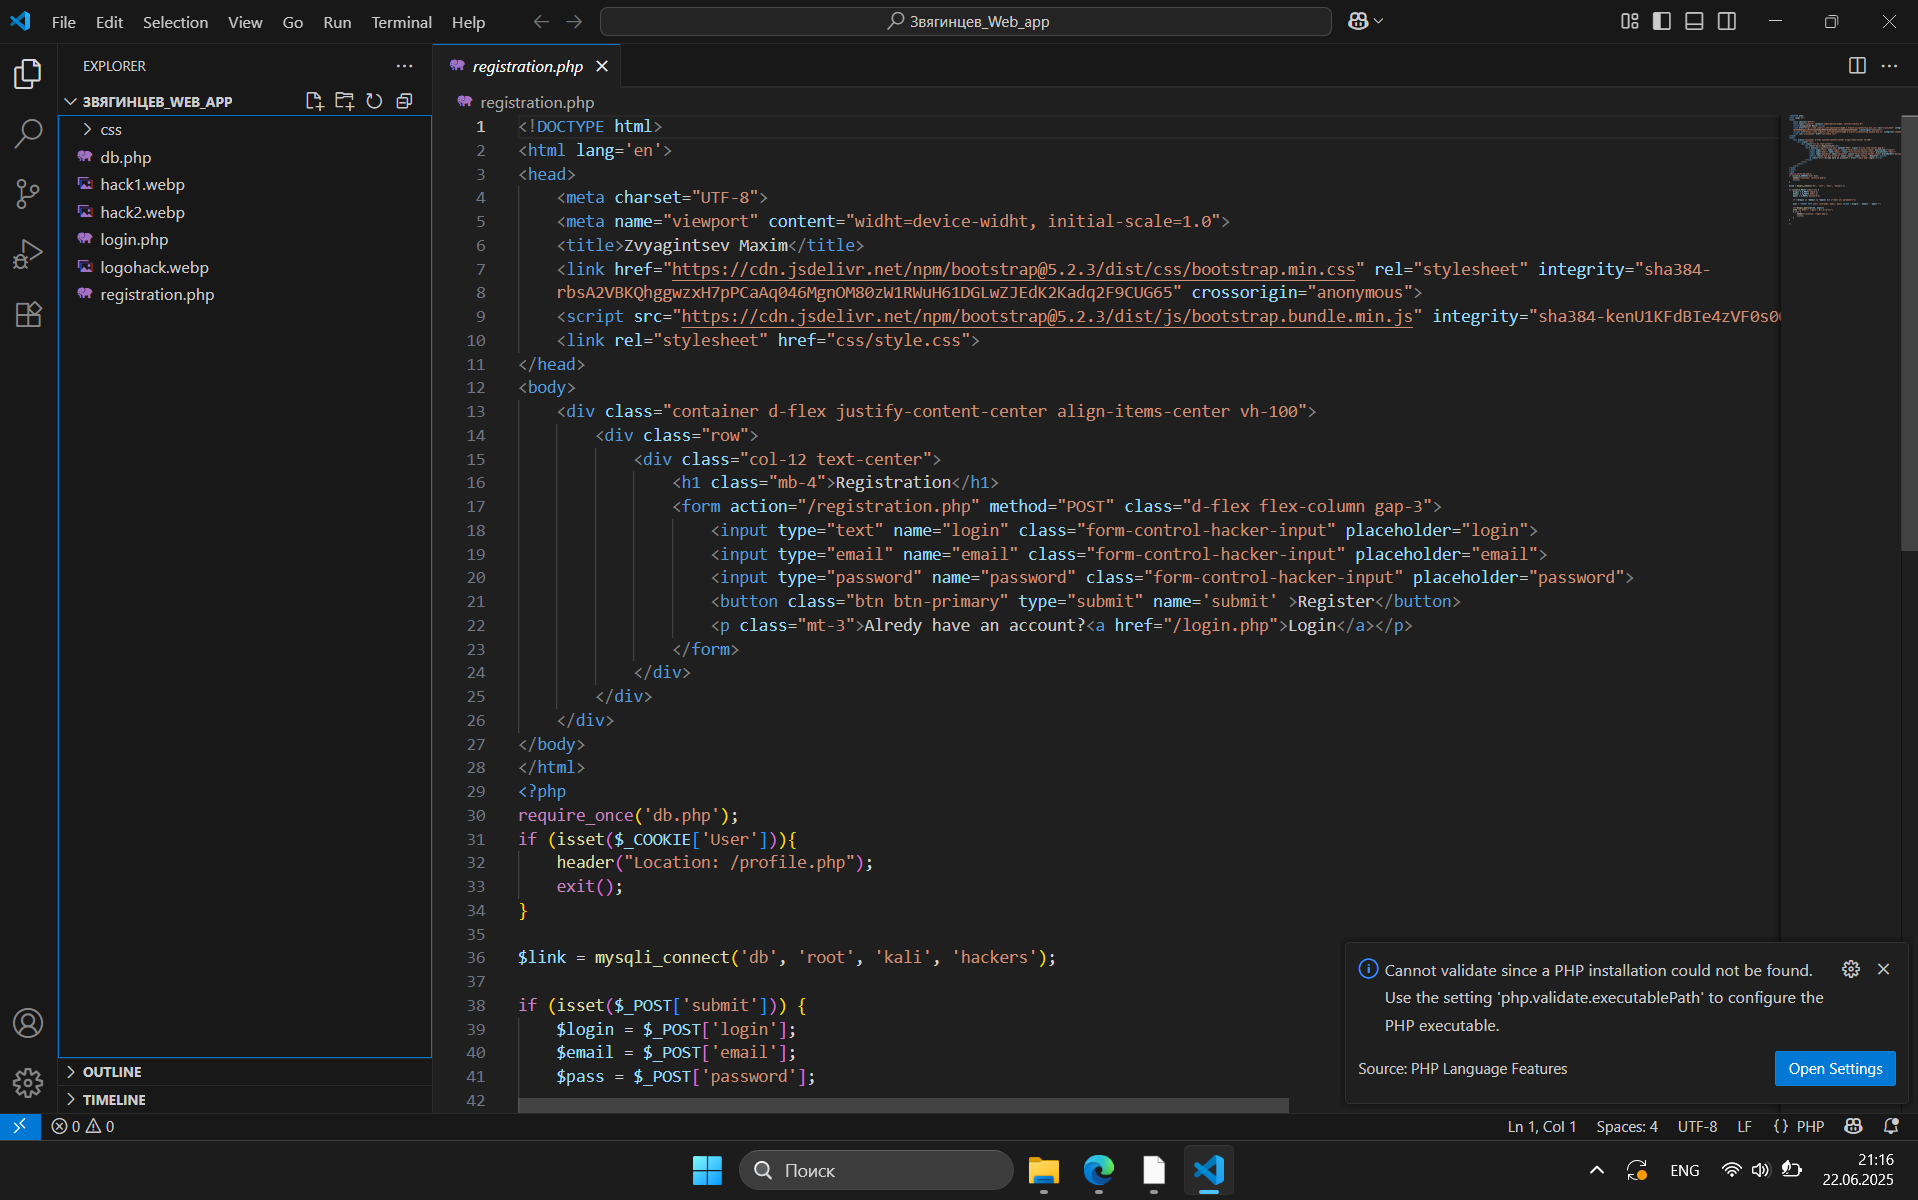 File Edit Selection View Go Run Terminal Help
Звягинцев_Web_app
EXPLORER
ЗВЯГИНЦЕВ_WEB_APP
css
db.php
hack1.webp
hack2.webp
login.php
logohack.webp
registration.php
OUTLINE
TIMELINE
registration.php
registration.php
1 <!DOCTYPE html>
2 <html lang='en'>
3 <head>
4 <meta charset="UTF-8">
5 <meta name="viewport" content="widht=device-widht, initial-scale=1.0">
6 <title>Zvyagintsev Maxim</title>
7 <link href="https://cdn.jsdelivr.net/npm/bootstrap@5.2.3/dist/css/bootstrap.min.css" rel="stylesheet" integrity="sha384-
8 rbsA2VBKQhggwzxH7pPCaAq046MgnOM80zW1RWuH61DGLwZJEdK2Kadq2F9CUG65" crossorigin="anonymous">
9 <script src="https://cdn.jsdelivr.net/npm/bootstrap@5.2.3/dist/js/bootstrap.bundle.min.js" integrity="sha384-kenU1KFdBIe4zVF0s0
10 <link rel="stylesheet" href="css/style.css">
11 </head>
12 <body>
13 <div class="container d-flex justify-content-center align-items-center vh-100">
14 <div class="row">
15 <div class="col-12 text-center">
16 <h1 class="mb-4">Registration</h1>
17 <form action="/registration.php" method="POST" class="d-flex flex-column gap-3">
18 <input type="text" name="login" class="form-control-hacker-input" placeholder="login">
19 <input type="email" name="email" class="form-control-hacker-input" placeholder="email">
20 <input type="password" name="password" class="form-control-hacker-input" placeholder="password">
21 <button class="btn btn-primary" type="submit" name='submit' >Register</button>
22 <p class="mt-3">Alredy have an account?<a href="/login.php">Login</a></p>
23 </form>
24 </div>
25 </div>
26 </div>
27 </body>
28 </html>
29 <?php
30 require_once('db.php');
31 if (isset($_COOKIE['User'])){
32 header("Location: /profile.php");
33 exit();
34 }
35
36 $link = mysqli_connect('db', 'root', 'kali', 'hackers');
37
38 if (isset($_POST['submit'])) {
39 $login = $_POST['login'];
40 $email = $_POST['email'];
41 $pass = $_POST['password'];
42
Cannot validate since a PHP installation could not be found.
Use the setting 'php.validate.executablePath' to configure the
PHP executable.
Source: PHP Language Features
Open Settings
0 0
Ln 1, Col 1 Spaces: 4 UTF-8 LF {} PHP
Поиск
ENG
21:16
22.06.2025